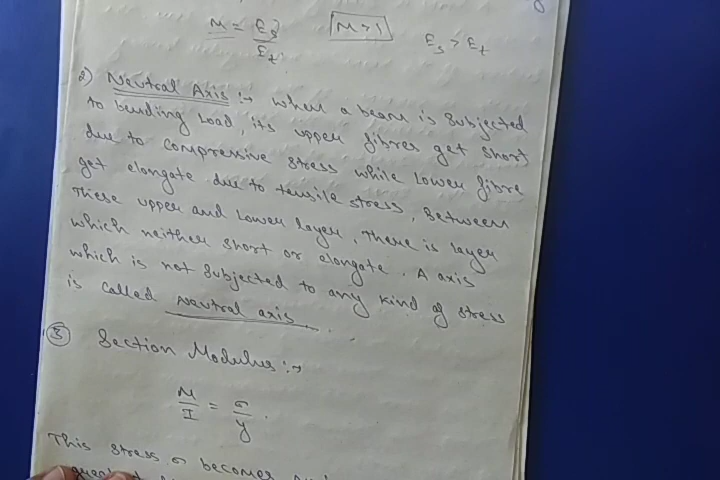 M = Es / Et   M > 1   Es > Et
2) Neutral Axis :→ when a beam is Subjected
to bending Load, its upper fibres get short
due to compressive stress while Lower fibre
get elongate due to tensile stress, Between
these upper and Lower layer, there is layer
which neither short or elongate. A axis
which is not Subjected to any kind of stress
is called neutral axis.
3 Section Modulus :→
M/I = σ/y.
This stress σ becomes